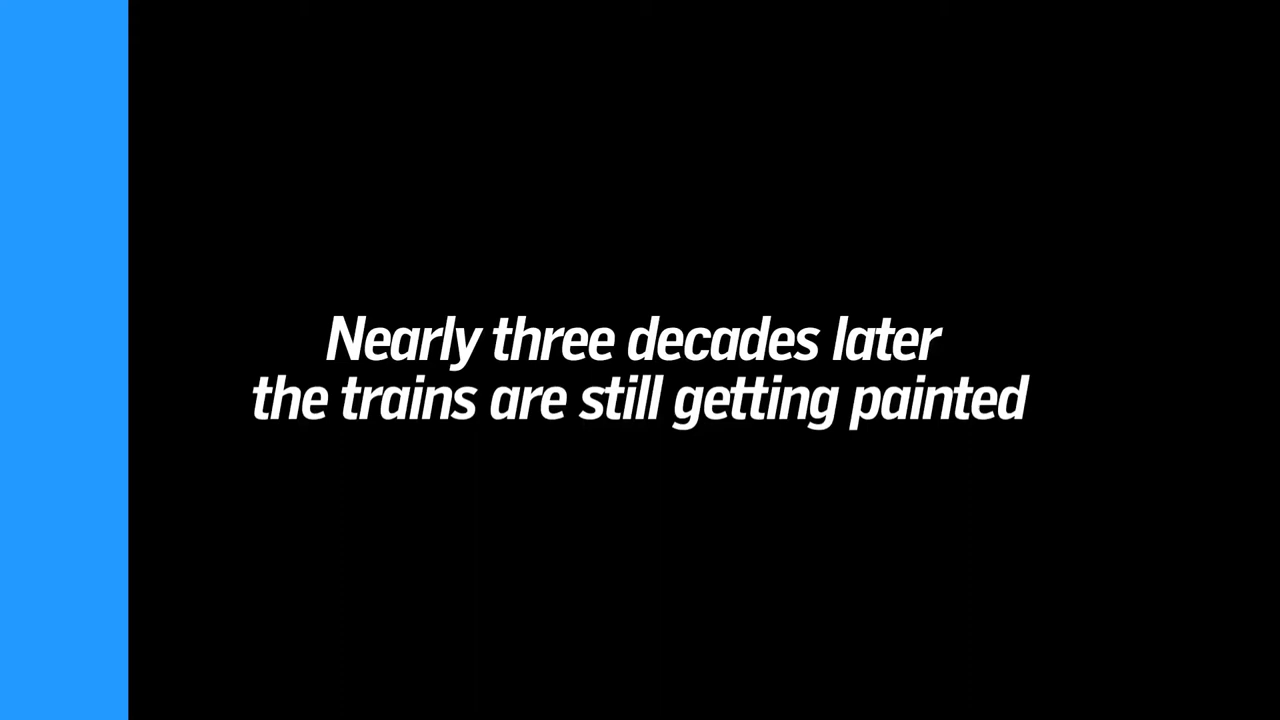 Nearly three decades later
the trains are still getting painted